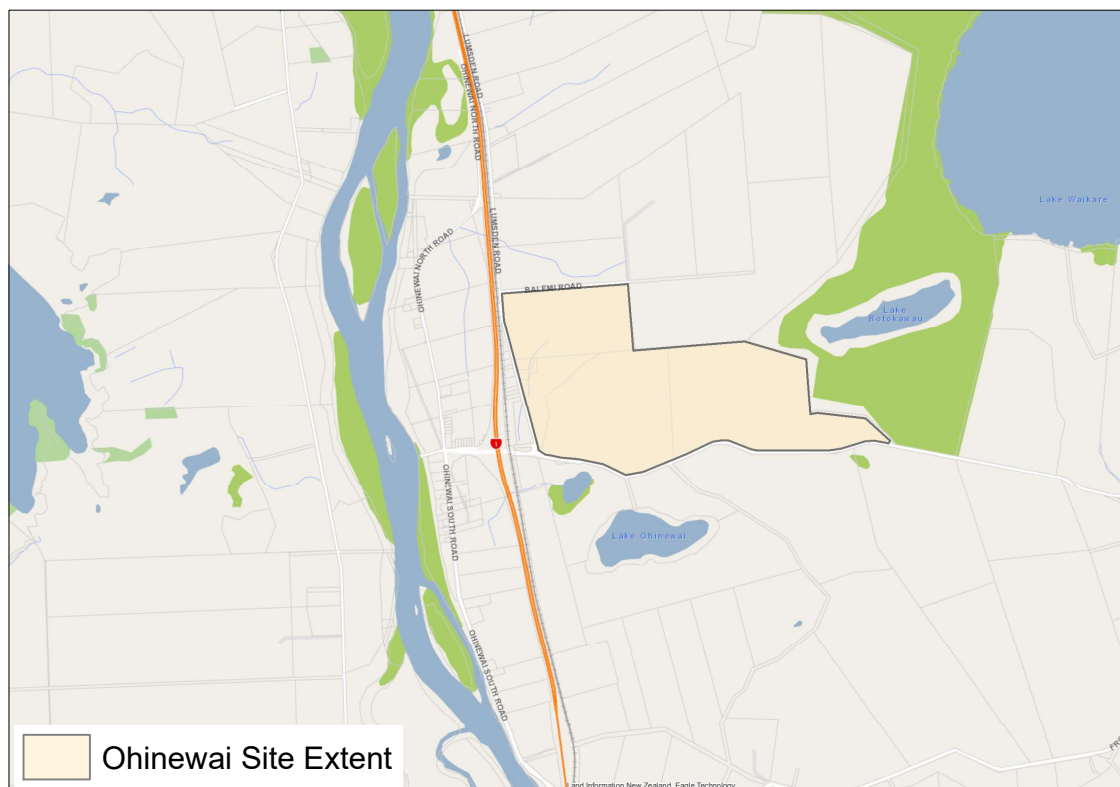 LUMSDEN ROAD
OHINEWAI NORTH ROAD
Lake Waikare
LUMSDEN ROAD
OHINEWAI NORTH ROAD
BALEMI ROAD
Lake
Rotokawau
1
OHINEWAI SOUTH ROAD
Lake Ohinewai
OHINEWAI SOUTH ROAD
FRO
Ohinewai Site Extent
and Information New Zealand, Eagle Technology